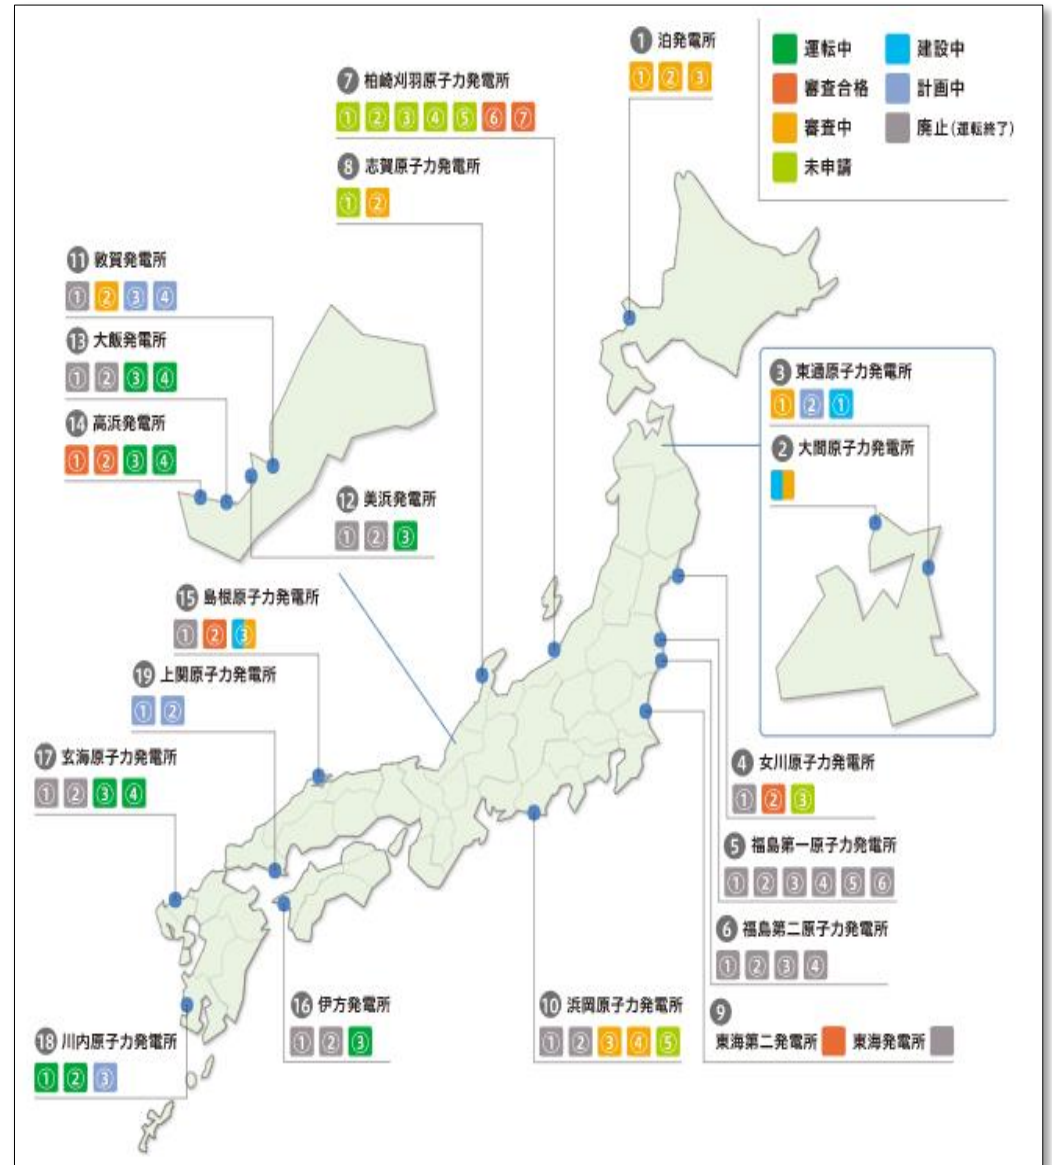 運転中
建設中
審査合格
計画中
審査中
廃止(運転終了)
未申請
1 泊発電所
① ② ③
7 柏崎刈羽原子力発電所
① ② ③ ④ ⑤ ⑥ ⑦
8 志賀原子力発電所
① ②
11 敦賀発電所
① ② ③ ④
13 大飯発電所
① ② ③ ④
14 高浜発電所
① ② ③ ④
12 美浜発電所
① ② ③
3 東通原子力発電所
① ② ①
2 大間原子力発電所
15 島根原子力発電所
① ② ③
19 上関原子力発電所
① ②
17 玄海原子力発電所
① ② ③ ④
4 女川原子力発電所
① ② ③
5 福島第一原子力発電所
① ② ③ ④ ⑤ ⑥
6 福島第二原子力発電所
① ② ③ ④
16 伊方発電所
① ② ③
10 浜岡原子力発電所
① ② ③ ④ ⑤
9
東海第二発電所 東海発電所
18 川内原子力発電所
① ② ③